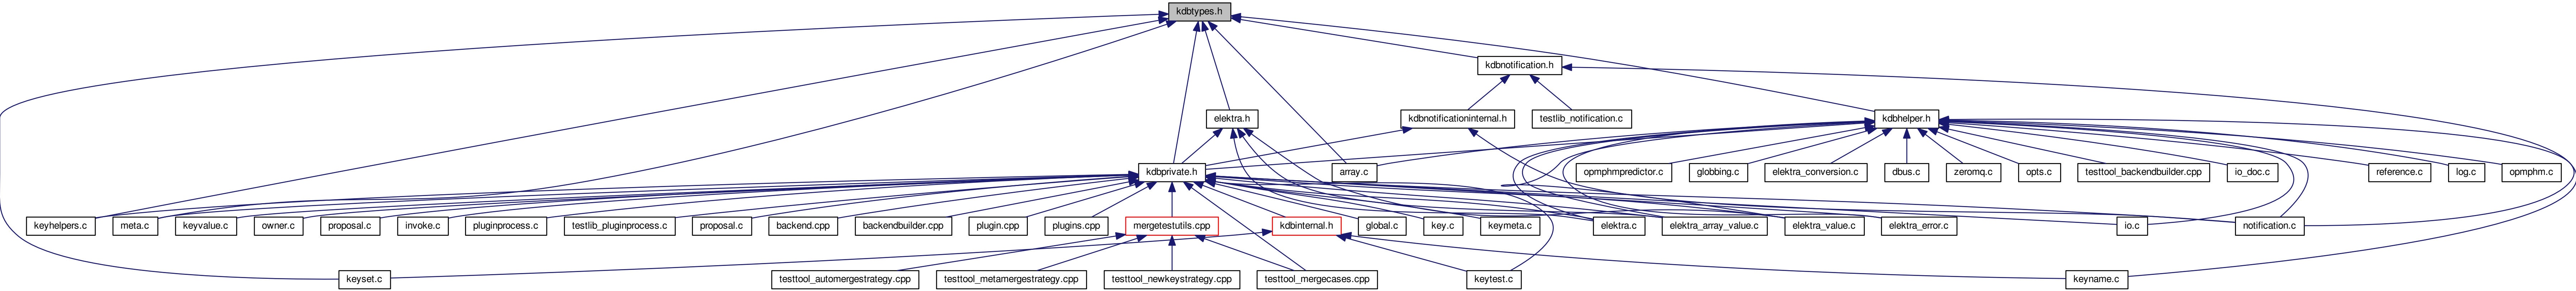 kdbtypes.h
kdbnotification.h
elektra.h
kdbnotificationinternal.h
testlib_notification.c
kdbhelper.h
kdbprivate.h
array.c
opmphmpredictor.c
globbing.c
elektra_conversion.c
dbus.c
zeromq.c
opts.c
testtool_backendbuilder.cpp
io_doc.c
reference.c
log.c
opmphm.c
keyhelpers.c
meta.c
keyvalue.c
owner.c
proposal.c
invoke.c
pluginprocess.c
testlib_pluginprocess.c
proposal.c
backend.cpp
backendbuilder.cpp
plugin.cpp
plugins.cpp
mergetestutils.cpp
kdbinternal.h
global.c
key.c
keymeta.c
elektra.c
elektra_array_value.c
elektra_value.c
elektra_error.c
io.c
notification.c
keyset.c
testtool_automergestrategy.cpp
testtool_metamergestrategy.cpp
testtool_newkeystrategy.cpp
testtool_mergecases.cpp
keytest.c
keyname.c